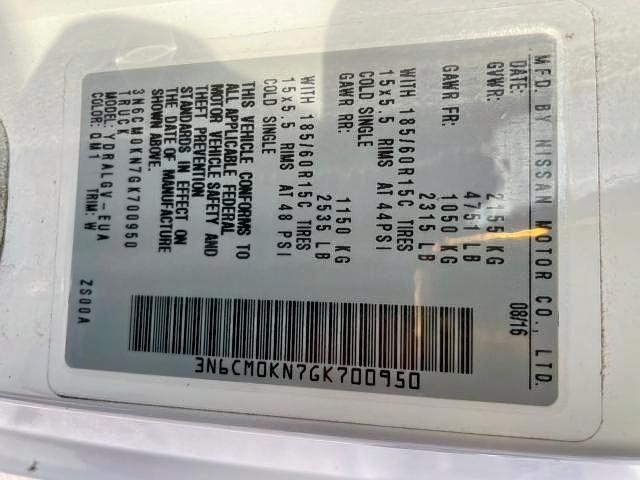 MFD. BY NISSAN MOTOR CO., LTD.
DATE: 08/16
GVWR: 2155 KG
4751 LB
GAWR FR: 1050 KG
2315 LB
WITH 185/60R15C TIRES
15x5.5 RIMS AT 44PSI
COLD SINGLE
GAWR RR: 1150 KG
2535 LB
WITH 185/60R15C TIRES
15x5.5 RIMS AT 48 PSI
COLD SINGLE
THIS VEHICLE CONFORMS TO
ALL APPLICABLE FEDERAL
MOTOR VEHICLE SAFETY AND
THEFT PREVENTION
STANDARDS IN EFFECT ON
THE DATE OF MANUFACTURE
SHOWN ABOVE.
3N6CM0KN7GK700950
TRUCK
MODEL: YDRALGV-EUA
COLOR: QM1 TRIM: W
ZS00A
3N6CM0KN7GK700950